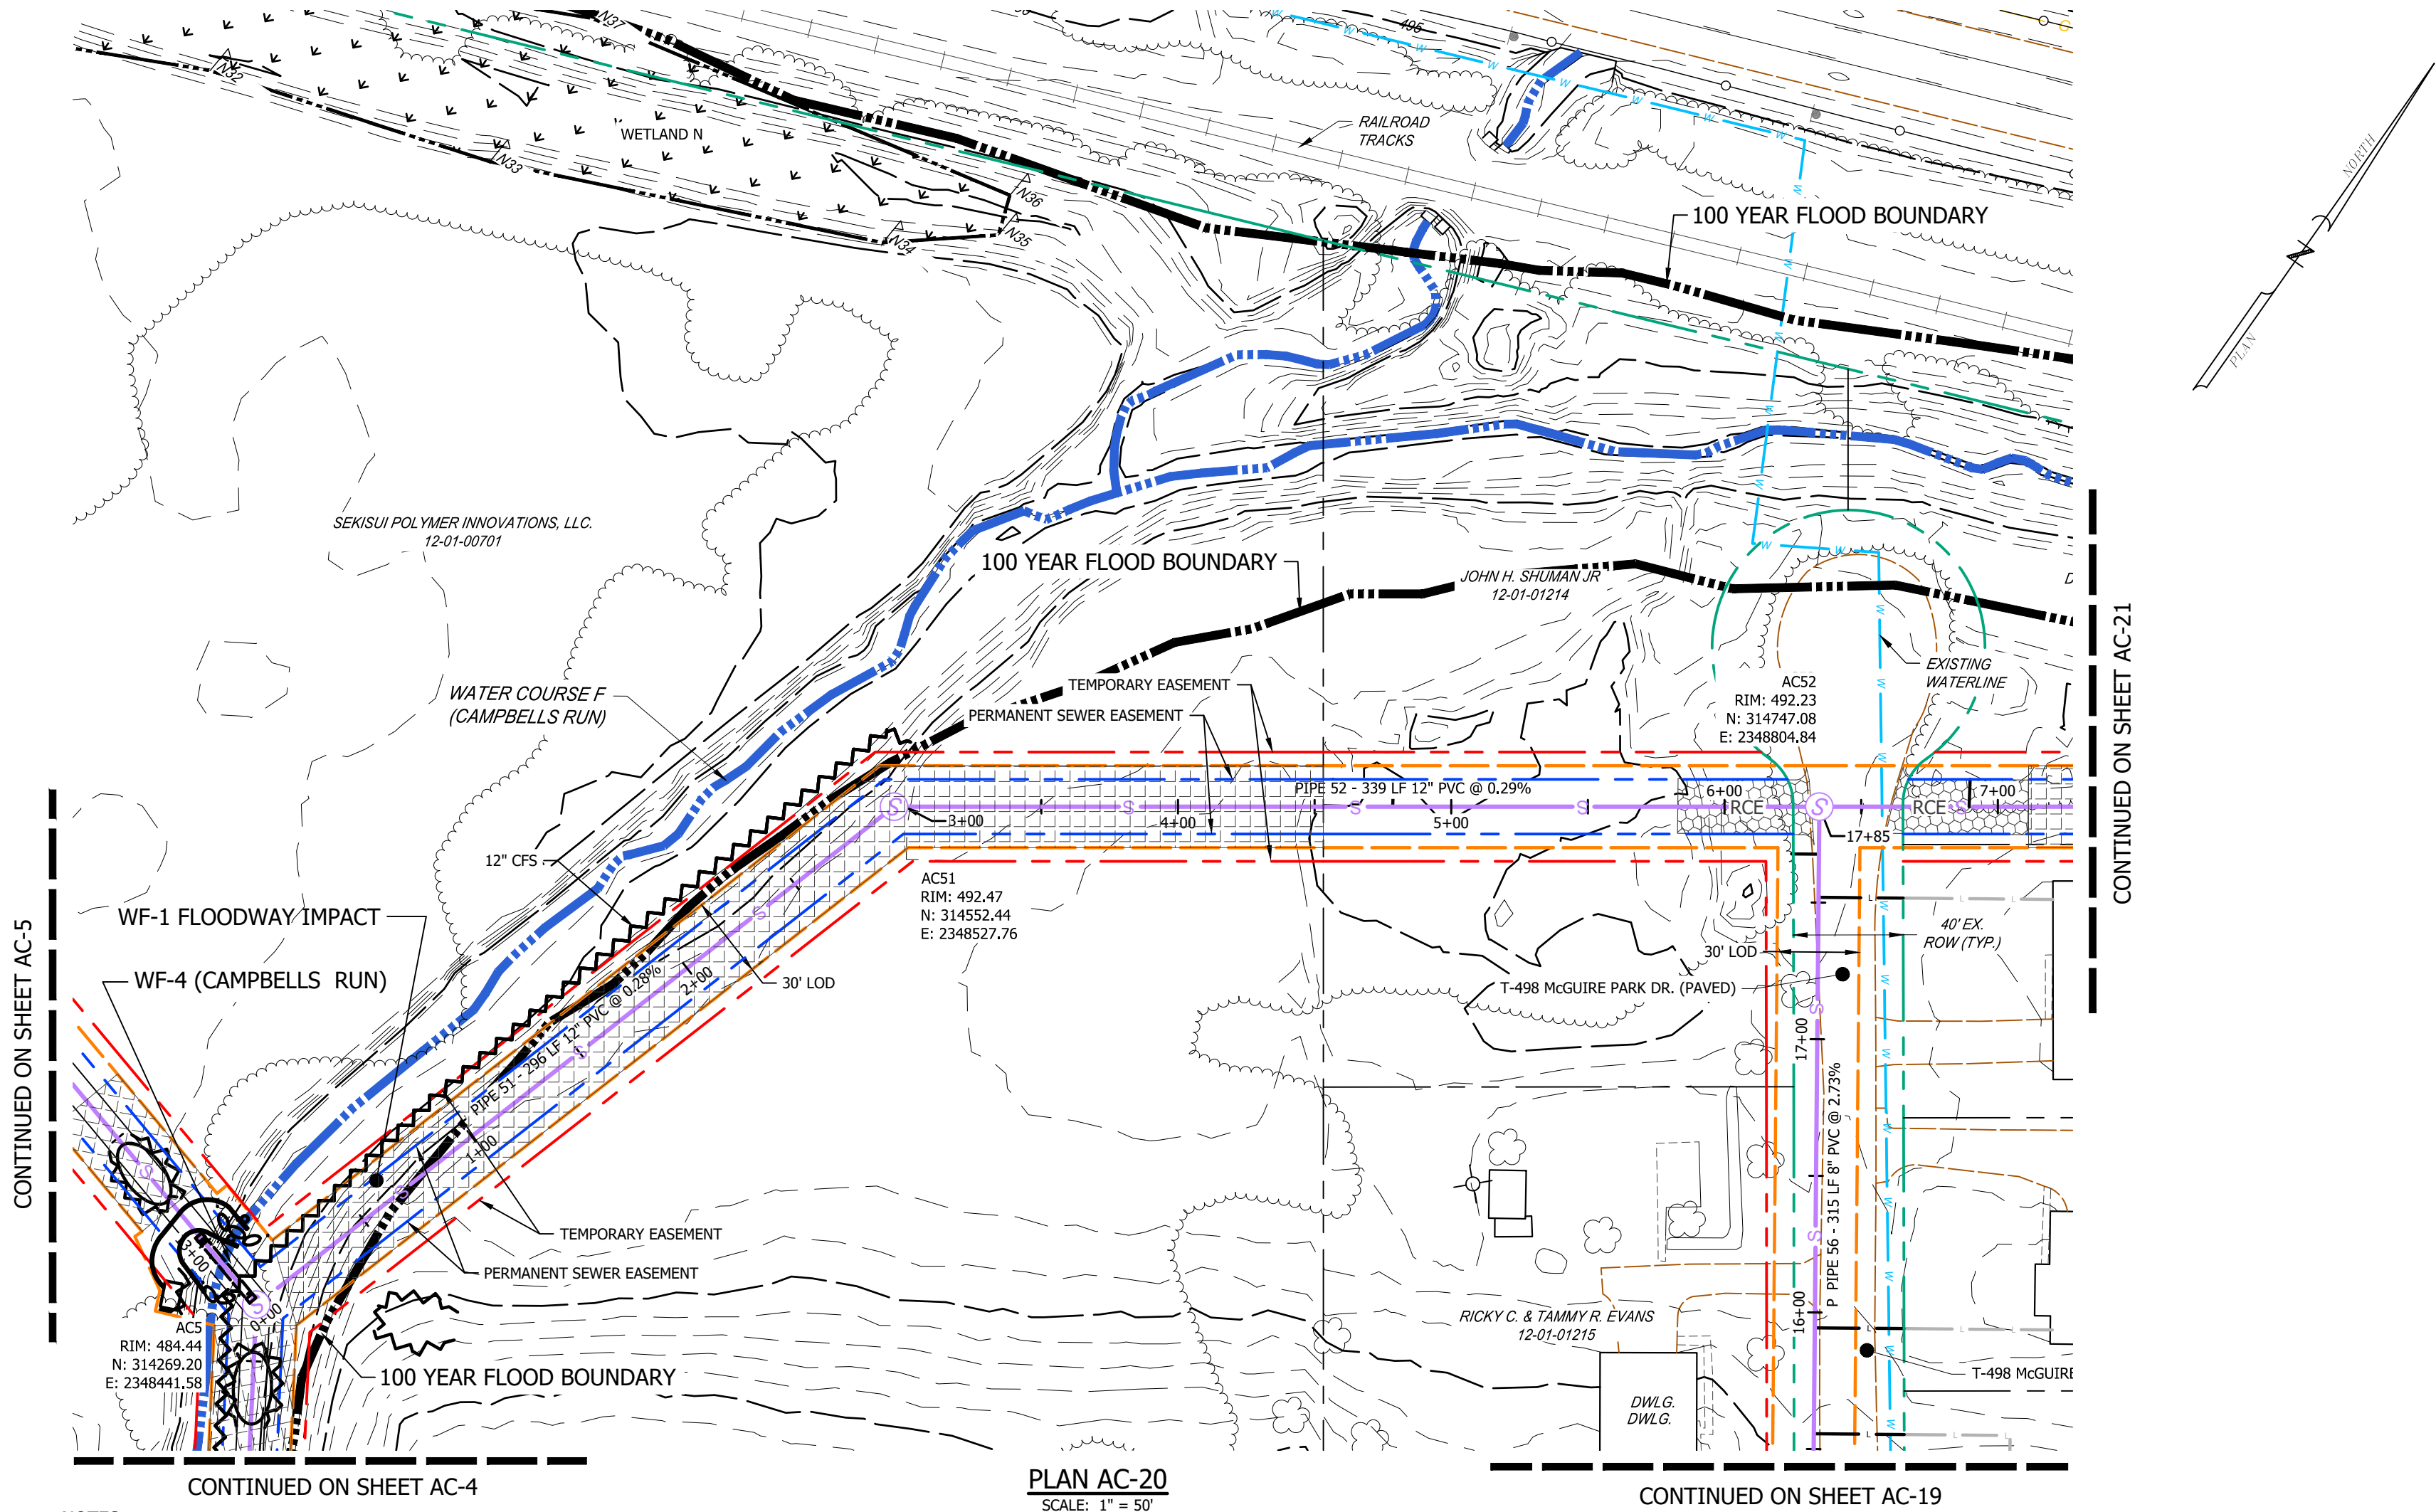 N37
N32
WETLAND N
N33
N36
N35
N34
495
RAILROAD
TRACKS
100 YEAR FLOOD BOUNDARY
NORTH
PLAN
SEKISUI POLYMER INNOVATIONS, LLC.
12-01-00701
100 YEAR FLOOD BOUNDARY
JOHN H. SHUMAN JR
12-01-01214
WATER COURSE F
(CAMPBELLS RUN)
TEMPORARY EASEMENT
PERMANENT SEWER EASEMENT
AC52
RIM: 492.23
N: 314747.08
E: 2348804.84
EXISTING
WATERLINE
CONTINUED ON SHEET AC-21
PIPE 52 - 339 LF 12" PVC @ 0.29%
3+00
4+00
5+00
6+00
RCE
RCE
7+00
17+85
12" CFS
AC51
RIM: 492.47
N: 314552.44
E: 2348527.76
WF-1 FLOODWAY IMPACT
WF-4 (CAMPBELLS RUN)
CONTINUED ON SHEET AC-5
30' LOD
2+00
PIPE 51 - 296 LF 12" PVC @ 0.28%
1+00
40' EX.
ROW (TYP.)
30' LOD
T-498 McGUIRE PARK DR. (PAVED)
17+00
P PIPE 56 - 315 LF 8" PVC @ 2.73%
16+00
TEMPORARY EASEMENT
PERMANENT SEWER EASEMENT
3+00
0+00
AC5
RIM: 484.44
N: 314269.20
E: 2348441.58
100 YEAR FLOOD BOUNDARY
RICKY C. & TAMMY R. EVANS
12-01-01215
DWLG.
DWLG.
T-498 McGUIRE
CONTINUED ON SHEET AC-4
PLAN AC-20
SCALE: 1" = 50'
CONTINUED ON SHEET AC-19